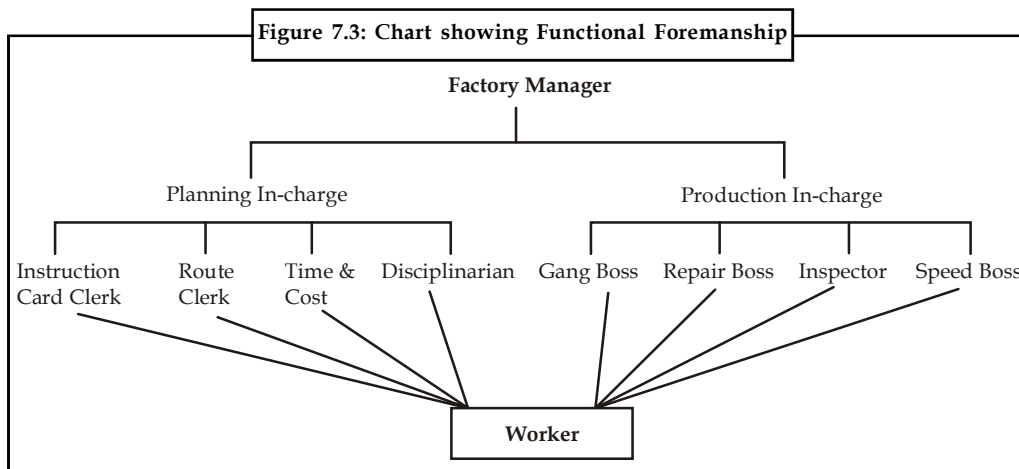 Figure 7.3: Chart showing Functional Foremanship
Factory Manager
Planning In-charge
Production In-charge
Instruction
Card Clerk
Route
Clerk
Time &
Cost
Disciplinarian
Gang Boss
Repair Boss
Inspector
Speed Boss
Worker